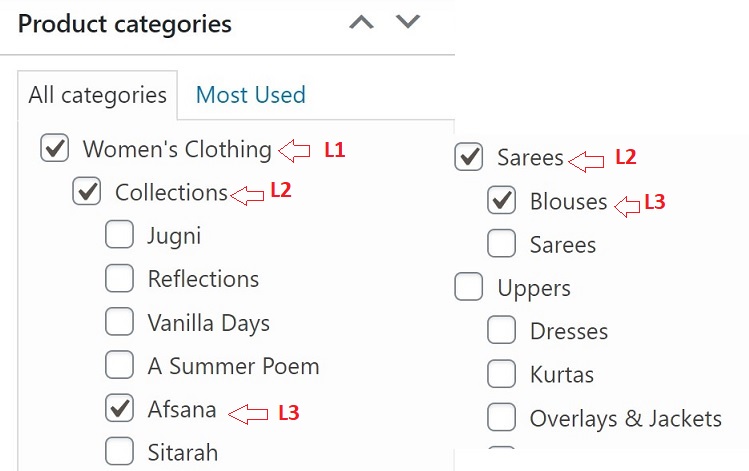 Product categories
All categories Most Used
Women's Clothing L1
Collections L2
Jugni
Reflections
Vanilla Days
A Summer Poem
Afsana L3
Sitarah
Sarees L2
Blouses L3
Sarees
Uppers
Dresses
Kurtas
Overlays & Jackets